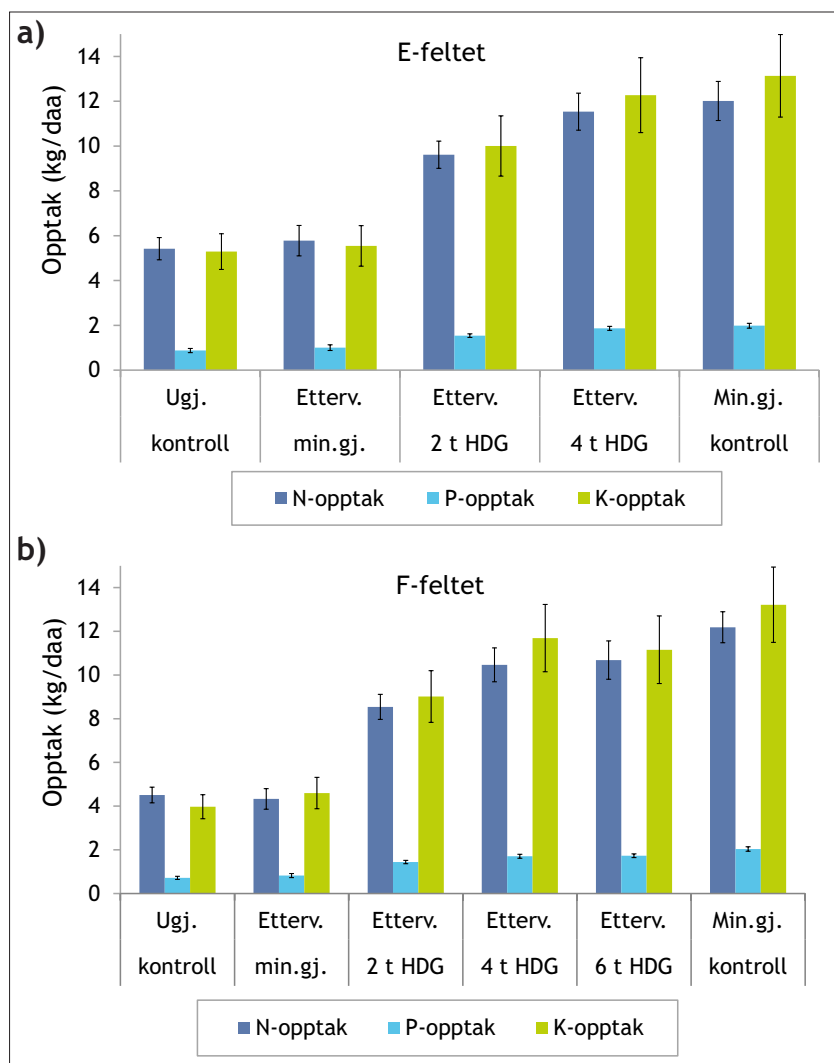 a)
E-feltet
Opptak (kg/daa)
14
12
10
8
6
4
2
0
Ugj. Etterv. Etterv. Etterv. Min.gj.
kontroll min.gj. 2 t HDG 4 t HDG kontroll
N-opptak P-opptak K-opptak
b)
F-feltet
Opptak (kg/daa)
14
12
10
8
6
4
2
0
Ugj. Etterv. Etterv. Etterv. Etterv. Min.gj.
kontroll min.gj. 2 t HDG 4 t HDG 6 t HDG kontroll
N-opptak P-opptak K-opptak